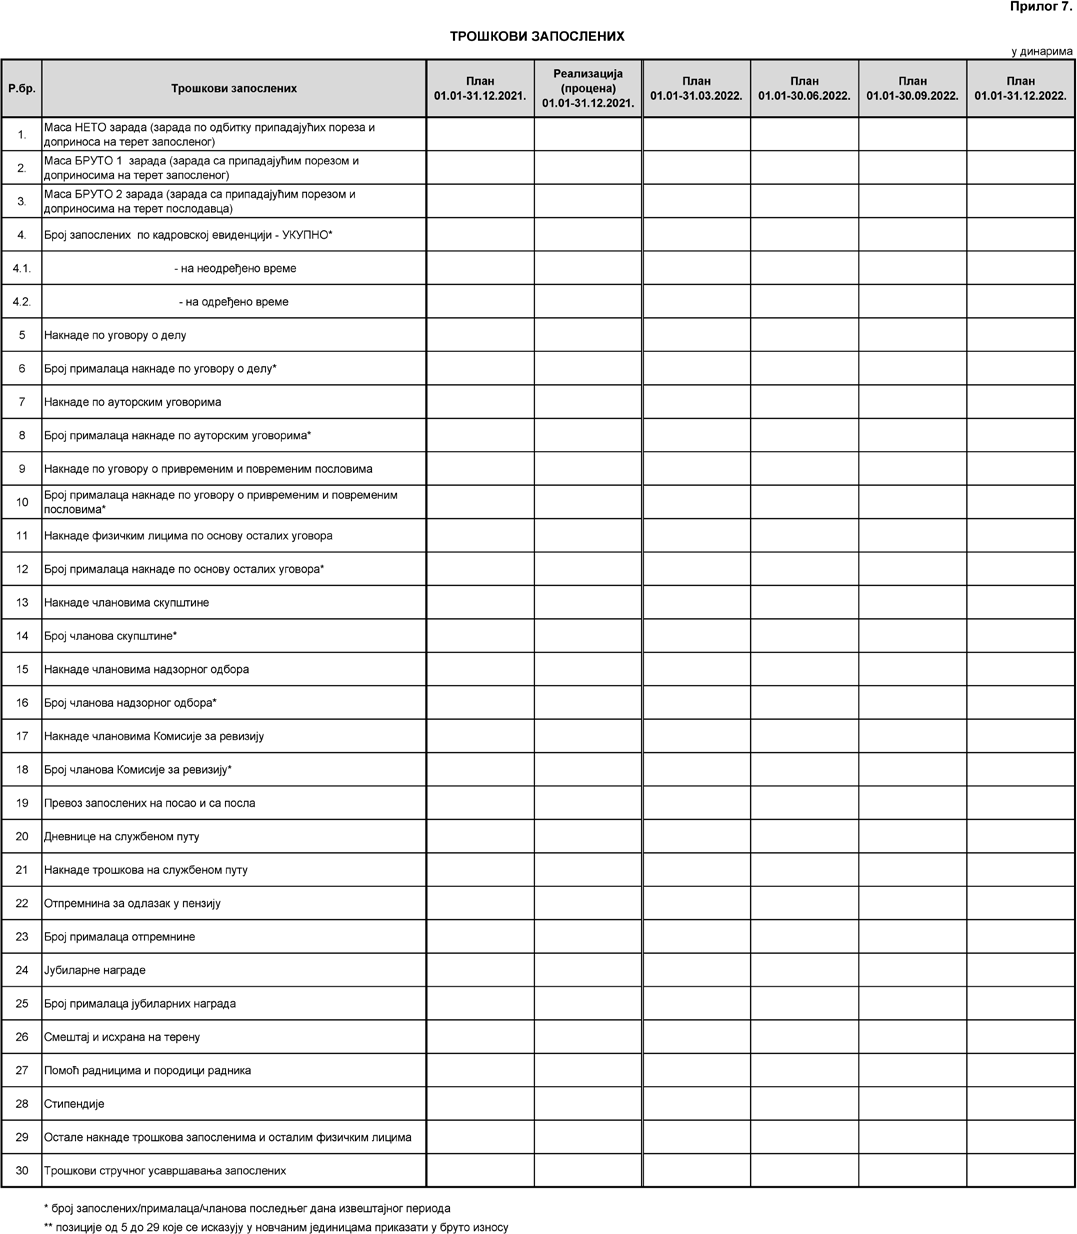 Прилог 7.
ТРОШКОВИ ЗАПОСЛЕНИХ
у динарима
Р.бр.
Трошкови запослених
План
01.01-31.12.2021.
Реализација
(процена)
01.01-31.12.2021.
План
01.01-31.03.2022.
План
01.01-30.06.2022.
План
01.01-30.09.2022.
План
01.01-31.12.2022.
1.
Маса НЕТО зарада (зарада по одбитку припадајућих пореза и
доприноса на терет запосленог)
2.
Маса БРУТО 1 зарада (зарада са припадајућим порезом и
доприносима на терет запосленог)
3.
Маса БРУТО 2 зарада (зарада са припадајућим порезом и
доприносима на терет послодавца)
4.
Број запослених по кадровској евиденцији - УКУПНО*
4.1.
- на неодређено време
4.2.
- на одређено време
5
Накнаде по уговору о делу
6
Број прималаца накнаде по уговору о делу*
7
Накнаде по ауторским уговорима
8
Број прималаца накнаде по ауторским уговорима*
9
Накнаде по уговору о привременим и повременим пословима
10
Број прималаца накнаде по уговору о привременим и повременим
пословима*
11
Накнаде физичким лицима по основу осталих уговора
12
Број прималаца накнаде по основу осталих уговора*
13
Накнаде члановима скупштине
14
Број чланова скупштине*
15
Накнаде члановима надзорног одбора
16
Број чланова надзорног одбора*
17
Накнаде члановима Комисије за ревизију
18
Број чланова Комисије за ревизију*
19
Превоз запослених на посао и са посла
20
Дневнице на службеном путу
21
Накнаде трошкова на службеном путу
22
Отпремнина за одлазак у пензију
23
Број прималаца отпремнине
24
Јубиларне награде
25
Број прималаца јубиларних награда
26
Смештај и исхрана на терену
27
Помоћ радницима и породици радника
28
Стипендије
29
Остале накнаде трошкова запосленима и осталим физичким лицима
30
Трошкови стручног усавршавања запослених
* број запослених/прималаца/чланова последњег дана извештајног периода
** позиције од 5 до 29 које се исказују у новчаним јединицама приказати у бруто износу